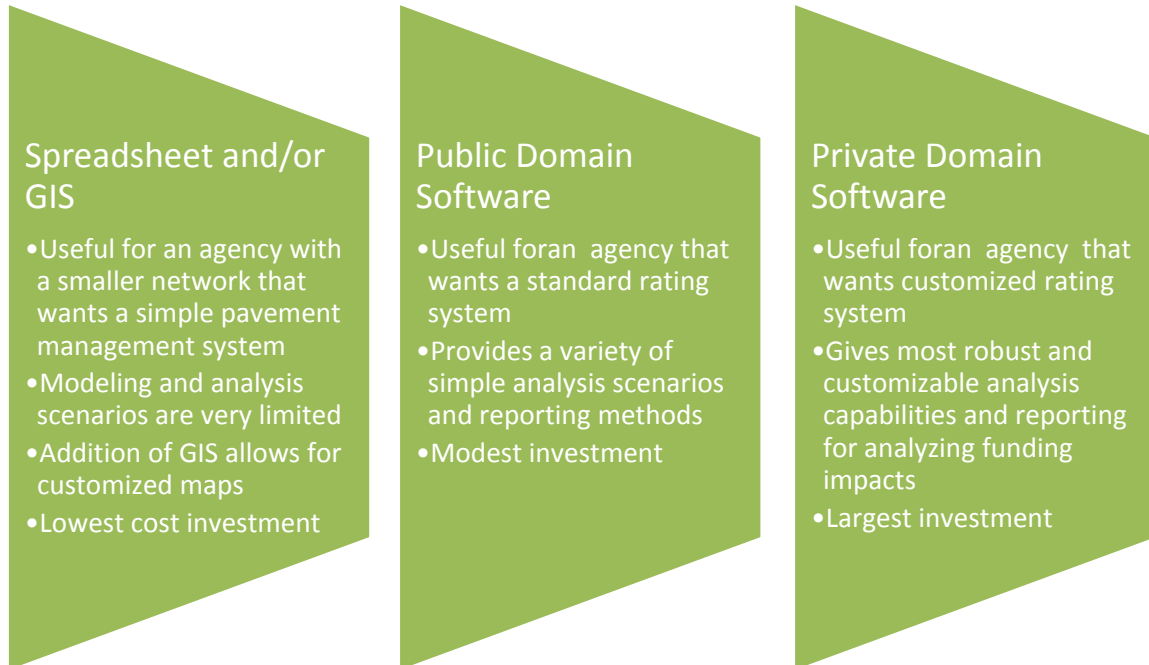 Spreadsheet and/or
GIS
•Useful for an agency with
a smaller network that
wants a simple pavement
management system
•Modeling and analysis
scenarios are very limited
•Addition of GIS allows for
customized maps
•Lowest cost investment
Public Domain
Software
•Useful foran  agency that
wants a standard rating
system
•Provides a variety of
simple analysis scenarios
and reporting methods
•Modest investment
Private Domain
Software
•Useful foran  agency  that
wants customized rating
system
•Gives most robust and
customizable analysis
capabilities and reporting
for analyzing funding
impacts
•Largest investment